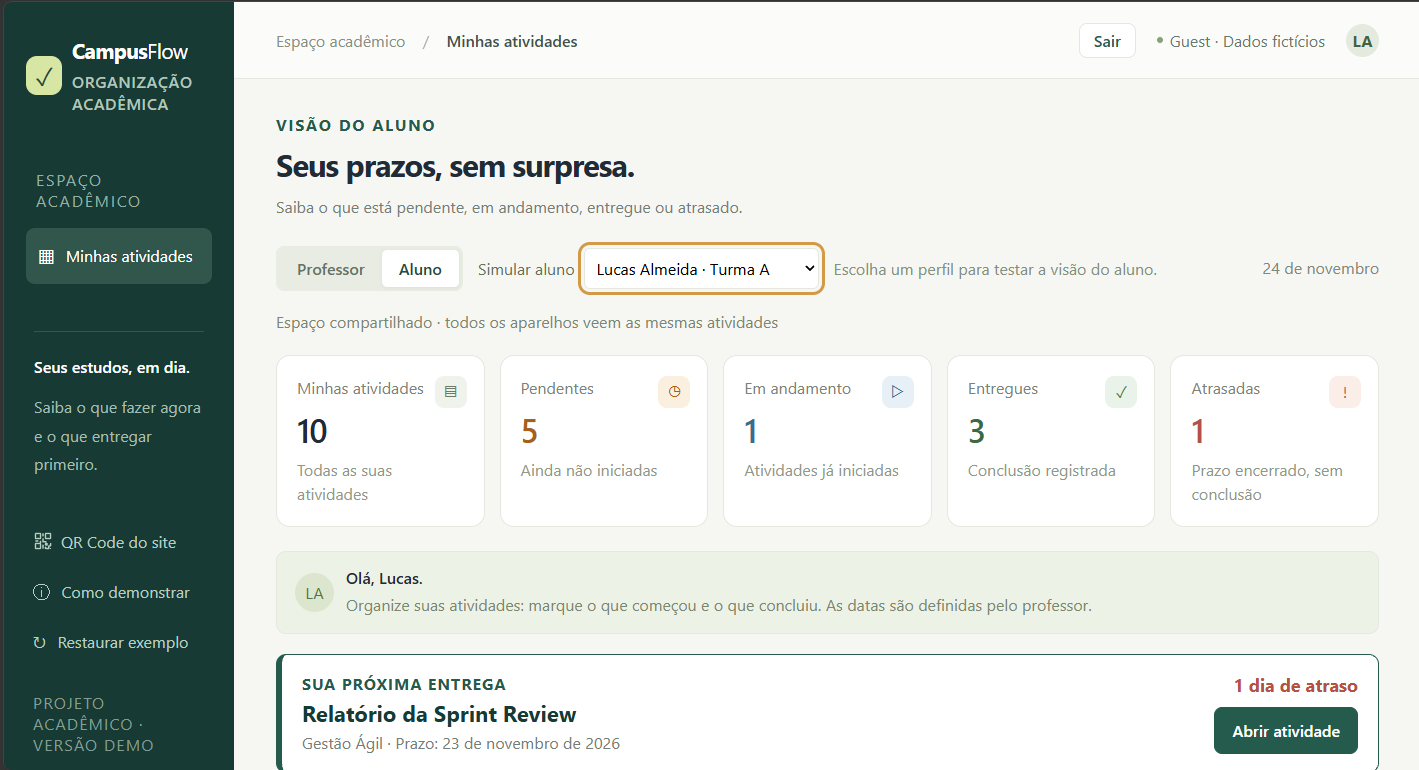 CampusFlow
ORGANIZAÇÃO
ACADÊMICA
ESPAÇO
ACADÊMICO
Minhas atividades
Seus estudos, em dia.
Saiba o que fazer agora
e o que entregar
primeiro.
QR Code do site
Como demonstrar
Restaurar exemplo
PROJETO
ACADÊMICO ·
VERSÃO DEMO
Espaço acadêmico / Minhas atividades
Sair
Guest · Dados fictícios
LA
VISÃO DO ALUNO
Seus prazos, sem surpresa.
Saiba o que está pendente, em andamento, entregue ou atrasado.
Professor Aluno Simular aluno Lucas Almeida · Turma A Escolha um perfil para testar a visão do aluno. 24 de novembro
Espaço compartilhado · todos os aparelhos veem as mesmas atividades
Minhas atividades
10
Todas as suas
atividades
Pendentes
5
Ainda não iniciadas
Em andamento
1
Atividades já iniciadas
Entregues
3
Conclusão registrada
Atrasadas
!
1
Prazo encerrado, sem
conclusão
LA
Olá, Lucas.
Organize suas atividades: marque o que começou e o que concluiu. As datas são definidas pelo professor.
SUA PRÓXIMA ENTREGA
Relatório da Sprint Review
Gestão Ágil · Prazo: 23 de novembro de 2026
1 dia de atraso
Abrir atividade